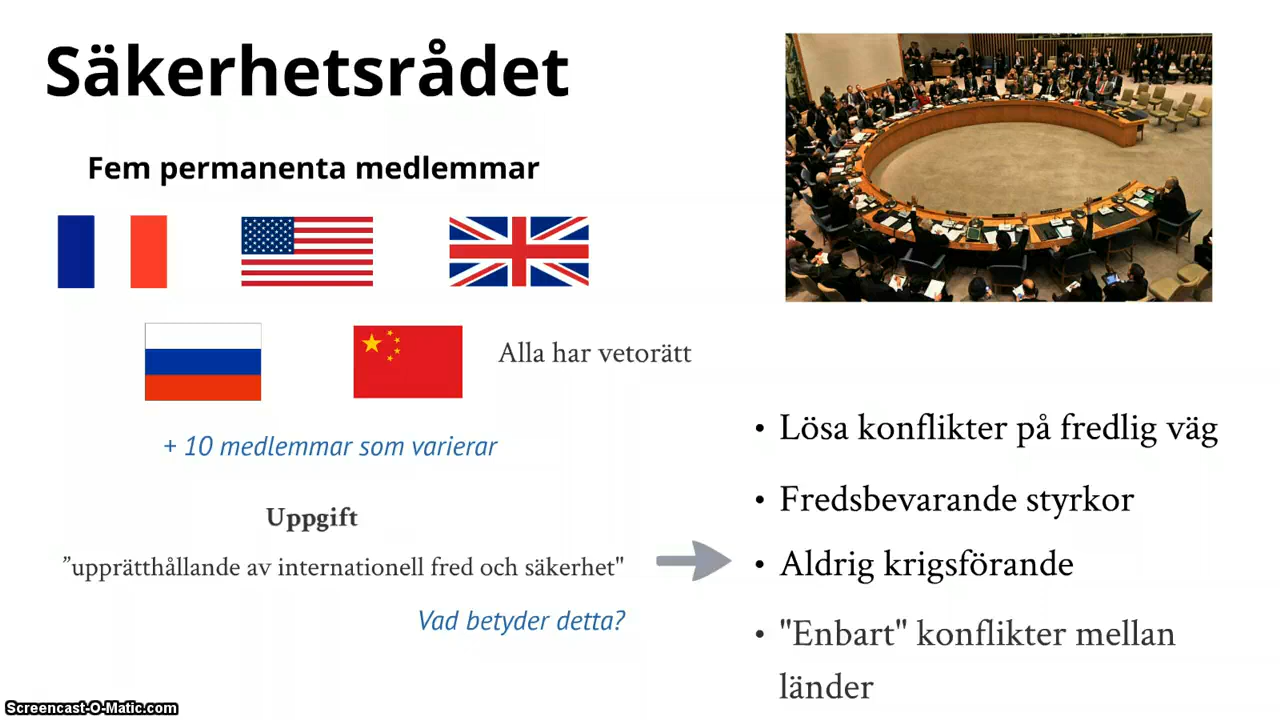 Säkerhetsrådet
Fem permanenta medlemmar
Alla har vetorätt
+ 10 medlemmar som varierar
Uppgift
”upprätthållande av internationell fred och säkerhet"
Vad betyder detta?
• Lösa konflikter på fredlig väg
• Fredsbevarande styrkor
• Aldrig krigsförande
• "Enbart" konflikter mellan
länder
Screencast-O-Matic.com